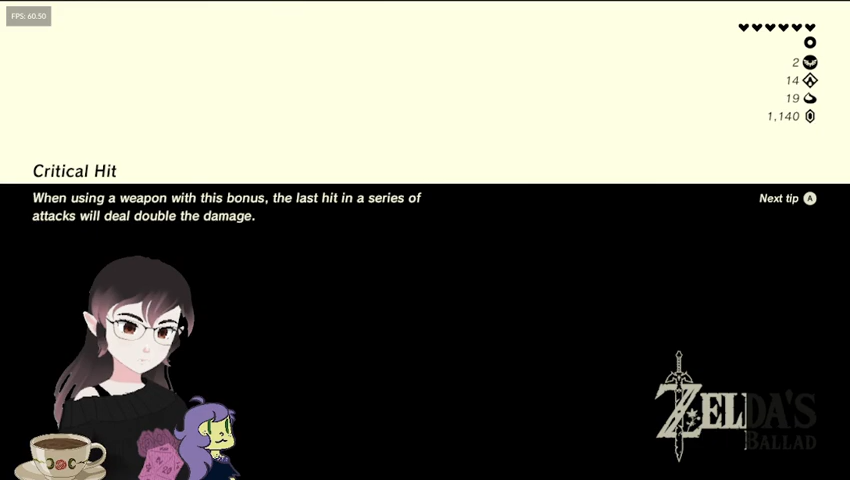 FPS: 60.50
2
14
19
1,140
Critical Hit
When using a weapon with this bonus, the last hit in a series of
attacks will deal double the damage.
Next tip A
ZELDA'S
BALLAD